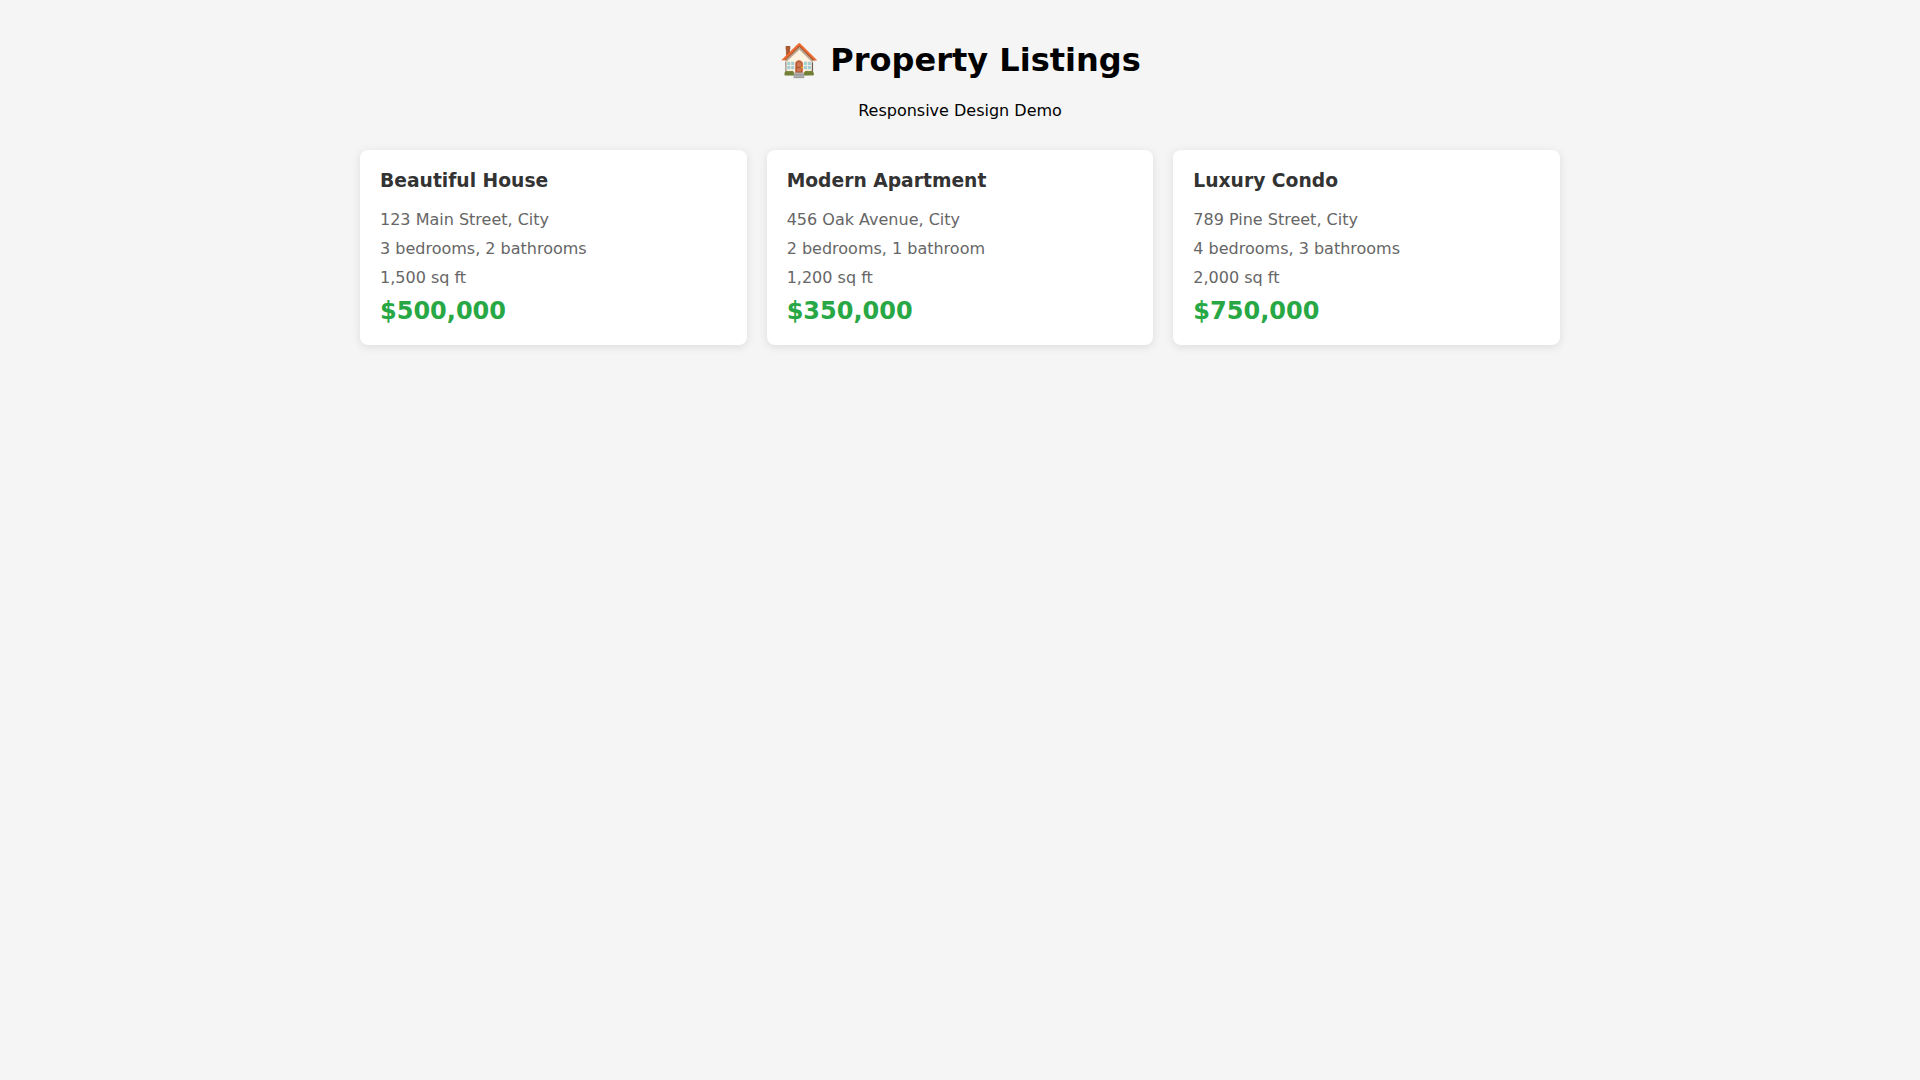 🏠 Property Listings
Responsive Design Demo
Beautiful House
123 Main Street, City
3 bedrooms, 2 bathrooms
1,500 sq ft
$500,000
Modern Apartment
456 Oak Avenue, City
2 bedrooms, 1 bathroom
1,200 sq ft
$350,000
Luxury Condo
789 Pine Street, City
4 bedrooms, 3 bathrooms
2,000 sq ft
$750,000